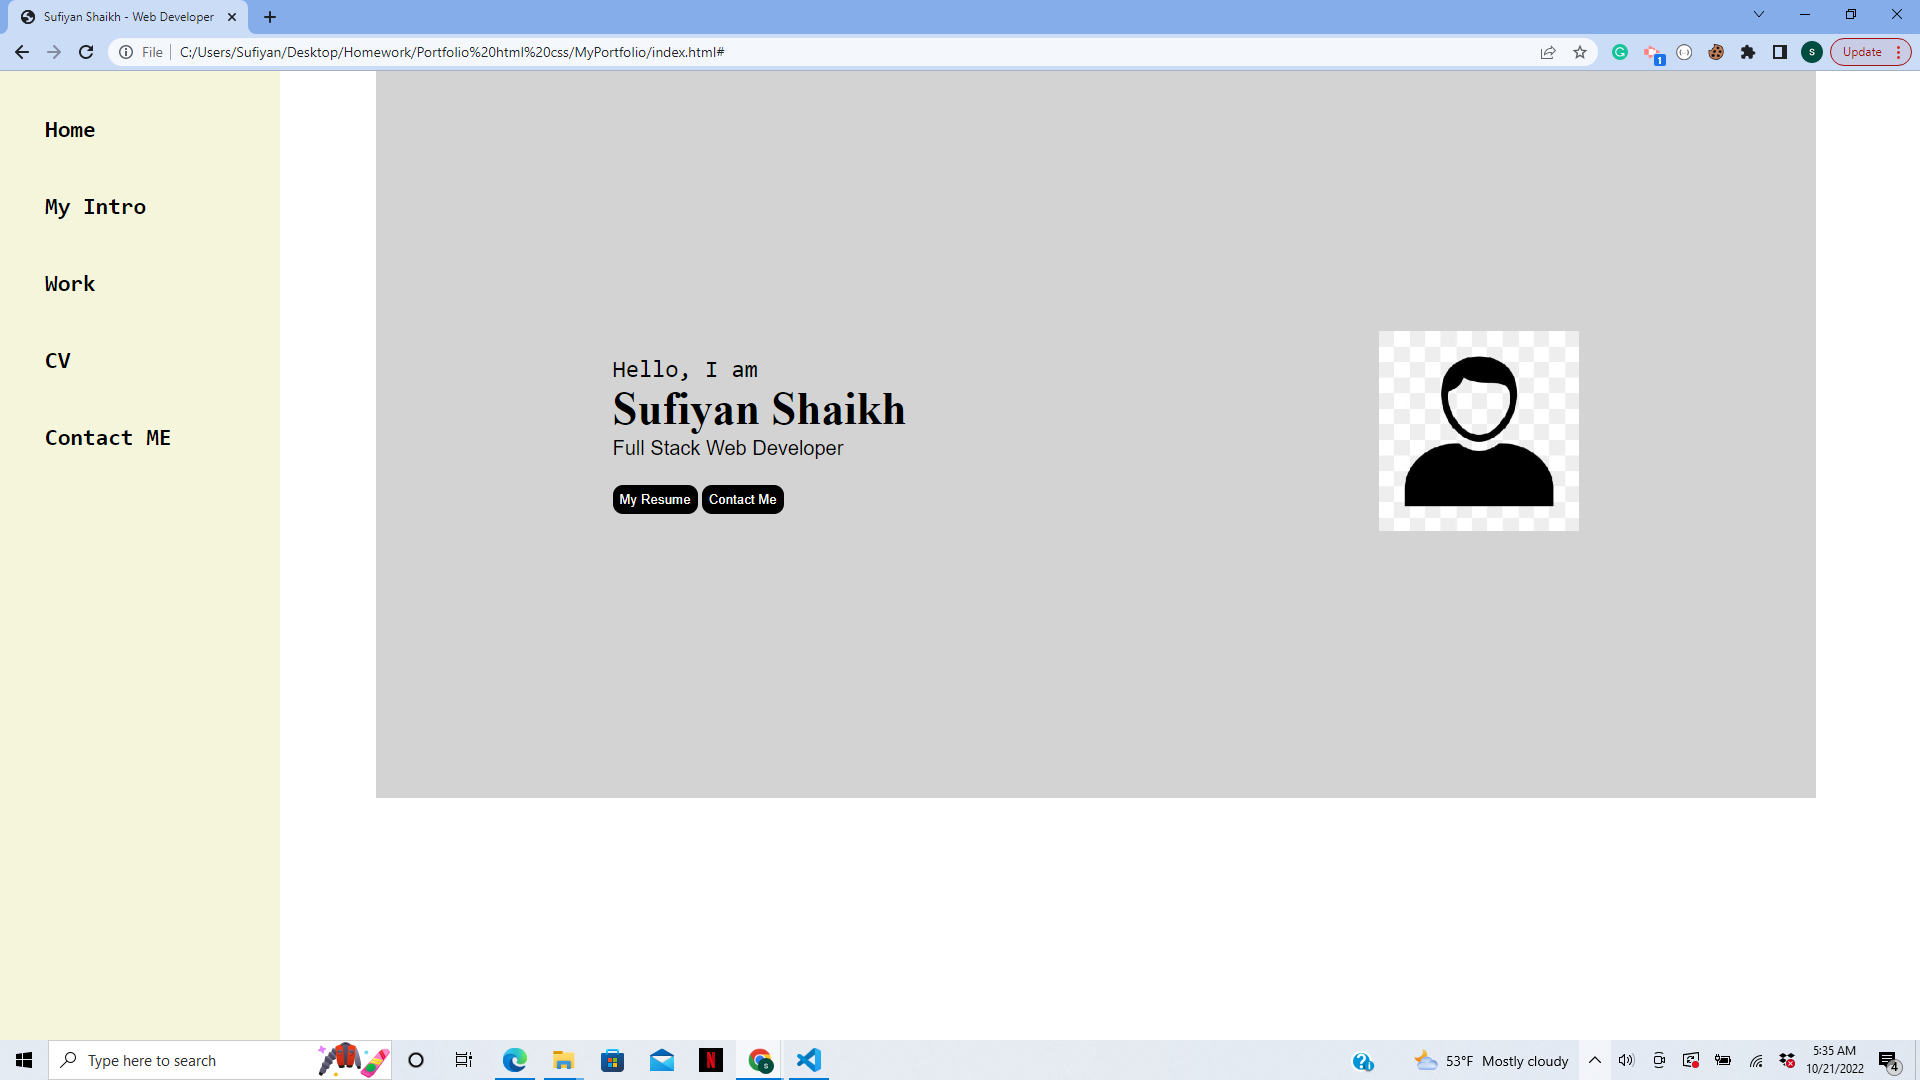 Sufiyan Shaikh - Web Developer
File
C:/Users/Sufiyan/Desktop/Homework/Portfolio%20html%20css/MyPortfolio/index.html#
1
S
Update
Home
My Intro
Work
CV
Contact ME
Hello, I am
Sufiyan Shaikh
Full Stack Web Developer
My Resume
Contact Me
Type here to search
N
S
53°F Mostly cloudy
5:35 AM
10/21/2022
4